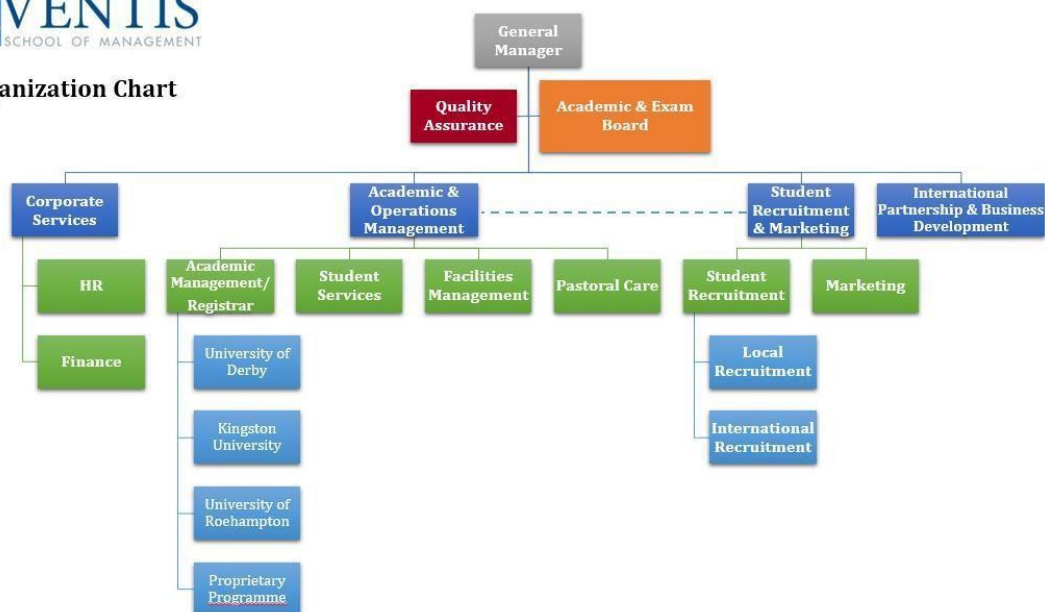 VENTIS
SCHOOL OF MANAGEMENT
anization Chart
General
Manager
Quality
Assurance
Academic & Exam
Board
Corporate
Services
Academic &
Operations
Management
Student
Recruitment
& Marketing
International
Partnership & Business
Development
HR
Academic
Management/
Registrar
Student
Services
Facilities
Management
Pastoral Care
Student
Recruitment
Marketing
Finance
University of
Derby
Local
Recruitment
Kingston
University
International
Recruitment
University of
Roehampton
Proprietary
Programme